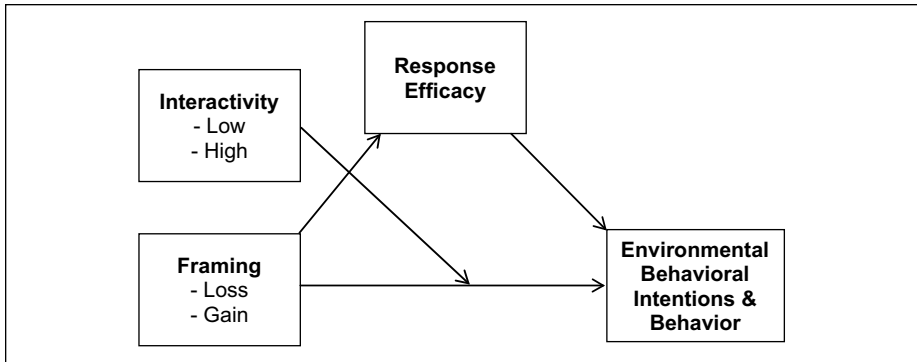 Response
Efficacy
Interactivity
- Low
- High
Framing
- Loss
- Gain
Environmental
Behavioral
Intentions &
Behavior